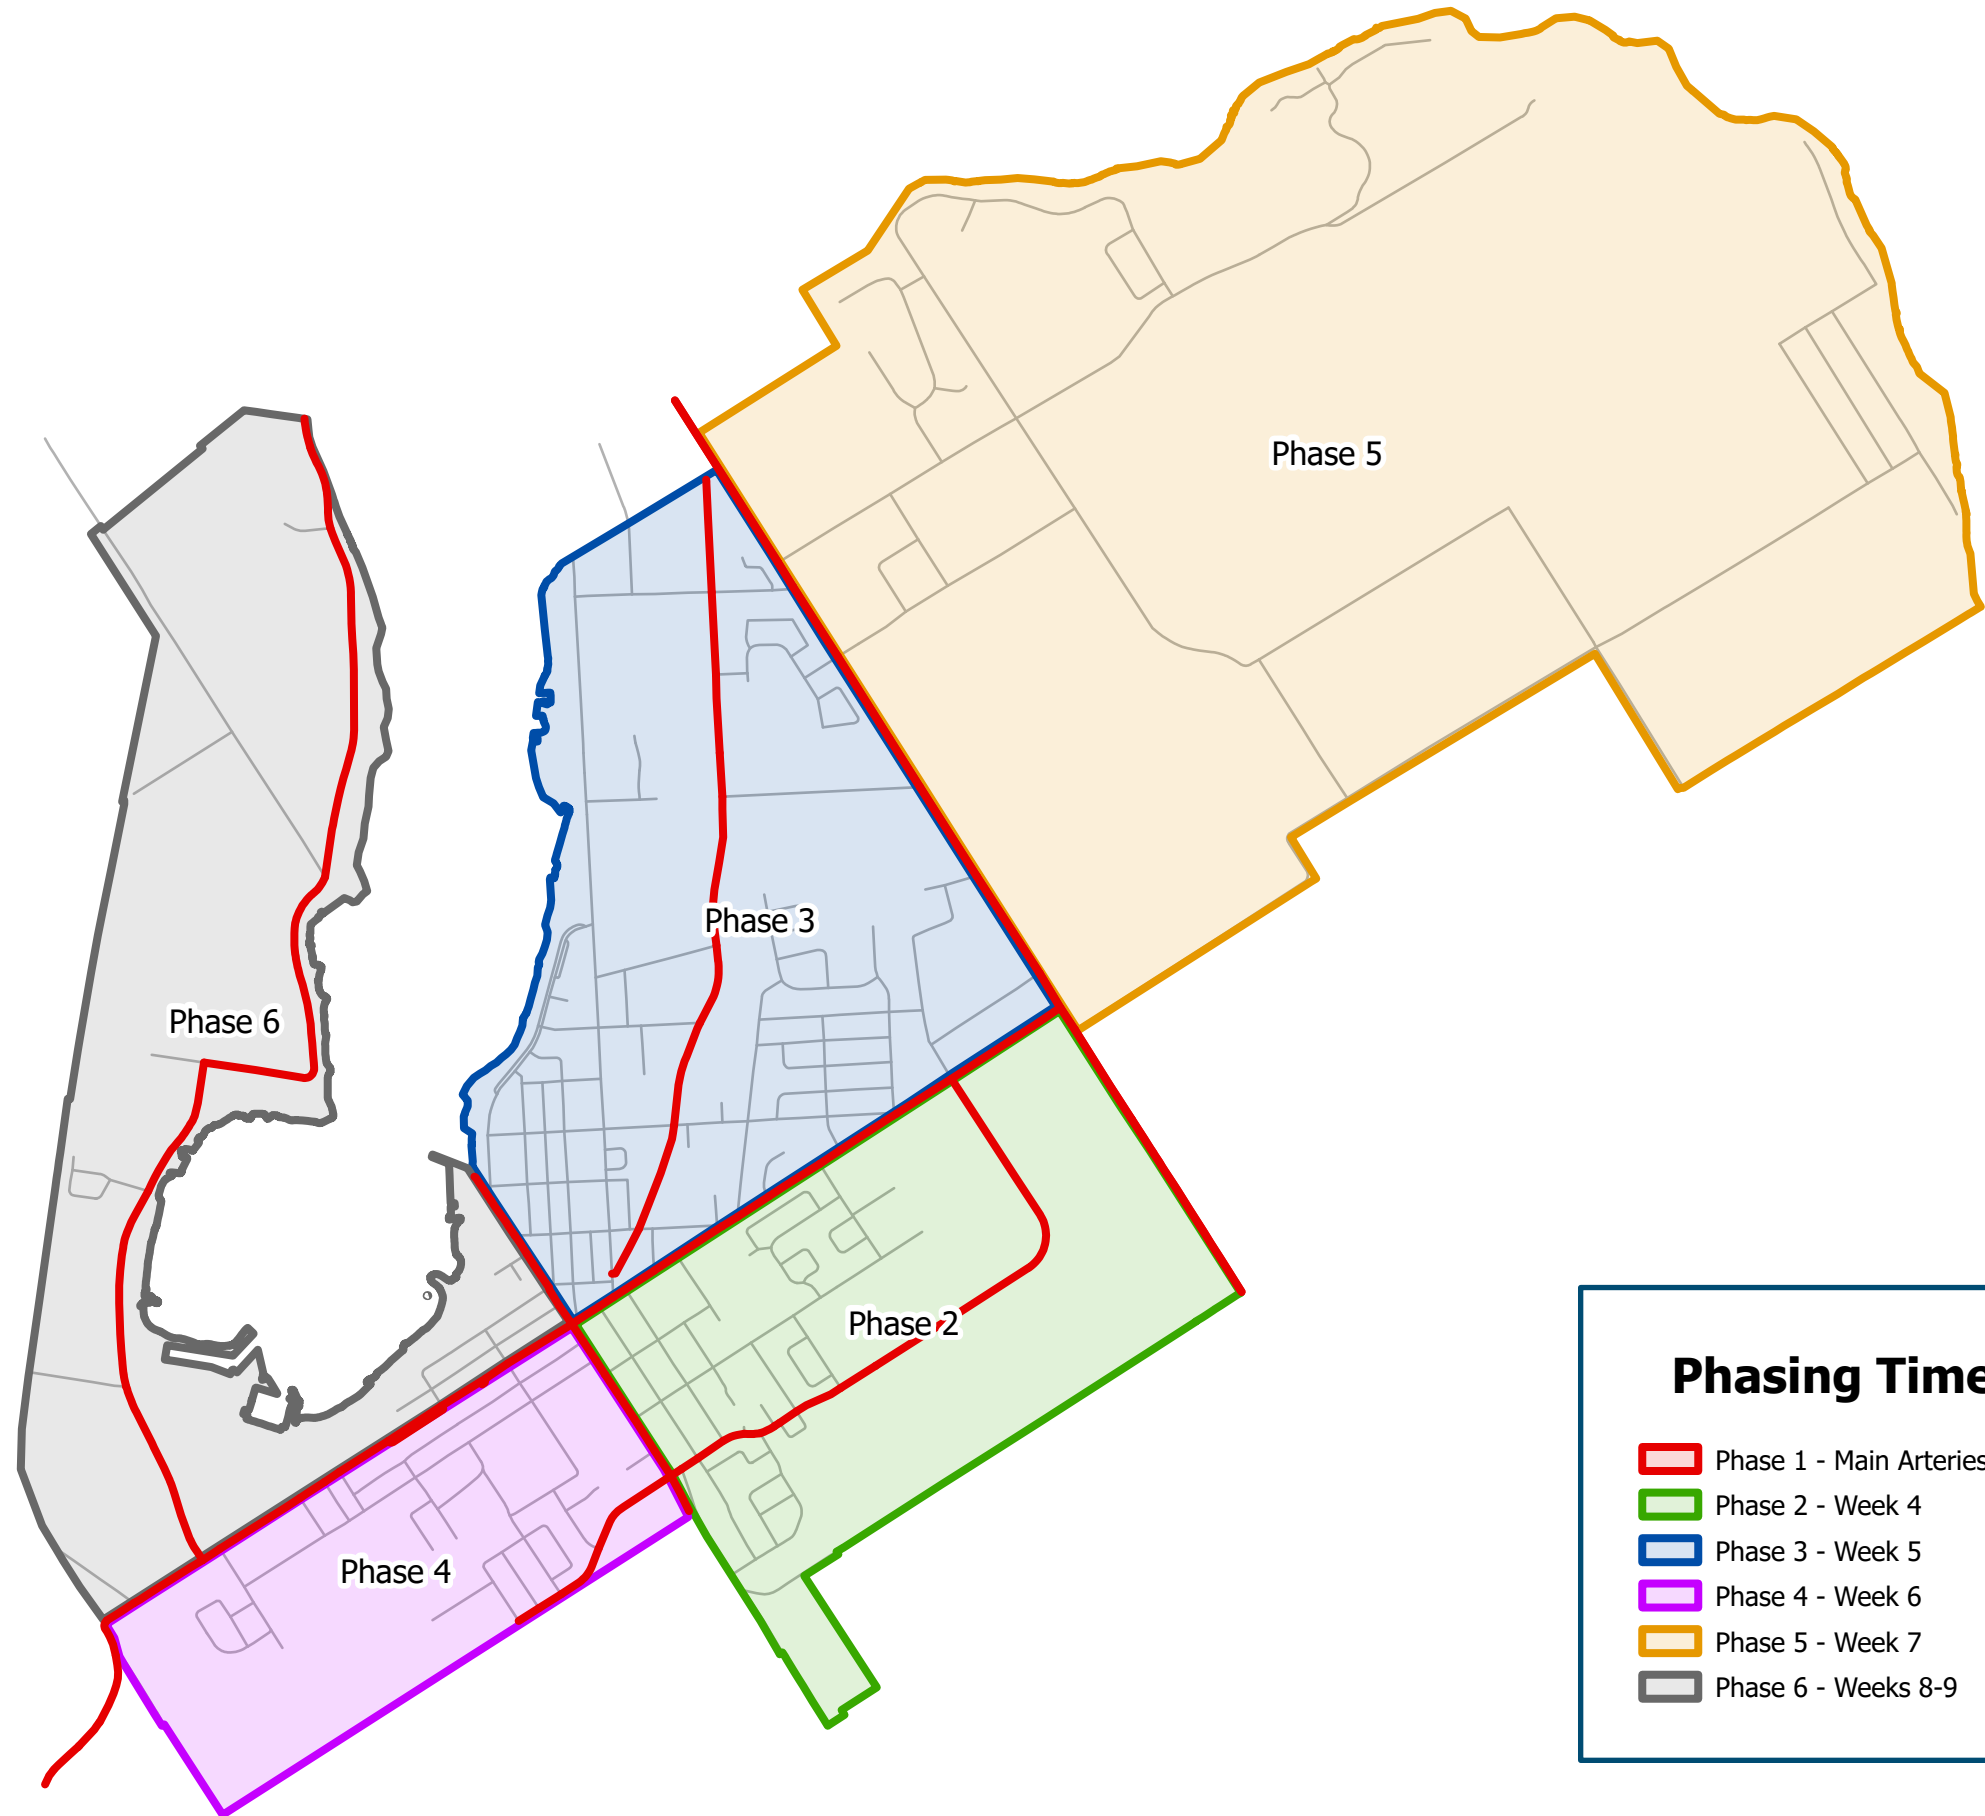 Phase 5
Phase 3
Phase 6
Phase 2
Phase 4
Phasing Time
Phase 1 - Main Arteries
Phase 2 - Week 4
Phase 3 - Week 5
Phase 4 - Week 6
Phase 5 - Week 7
Phase 6 - Weeks 8-9